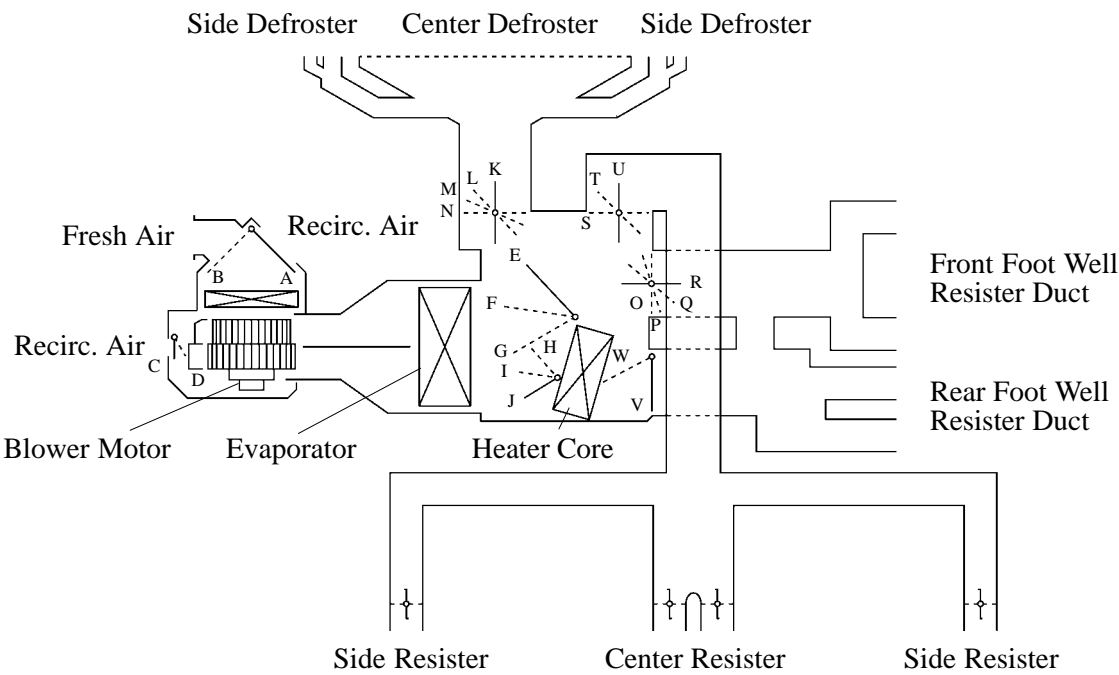 Side Defroster Center Defroster Side Defroster
K
L
M
N
T
U
S
Fresh Air
Recirc. Air
B
A
E
F
G
H
I
J
O
P
Q
R
W
V
Recirc. Air
C
D
Front Foot Well
Resister Duct
Rear Foot Well
Resister Duct
Blower Motor
Evaporator
Heater Core
Side Resister
Center Resister
Side Resister